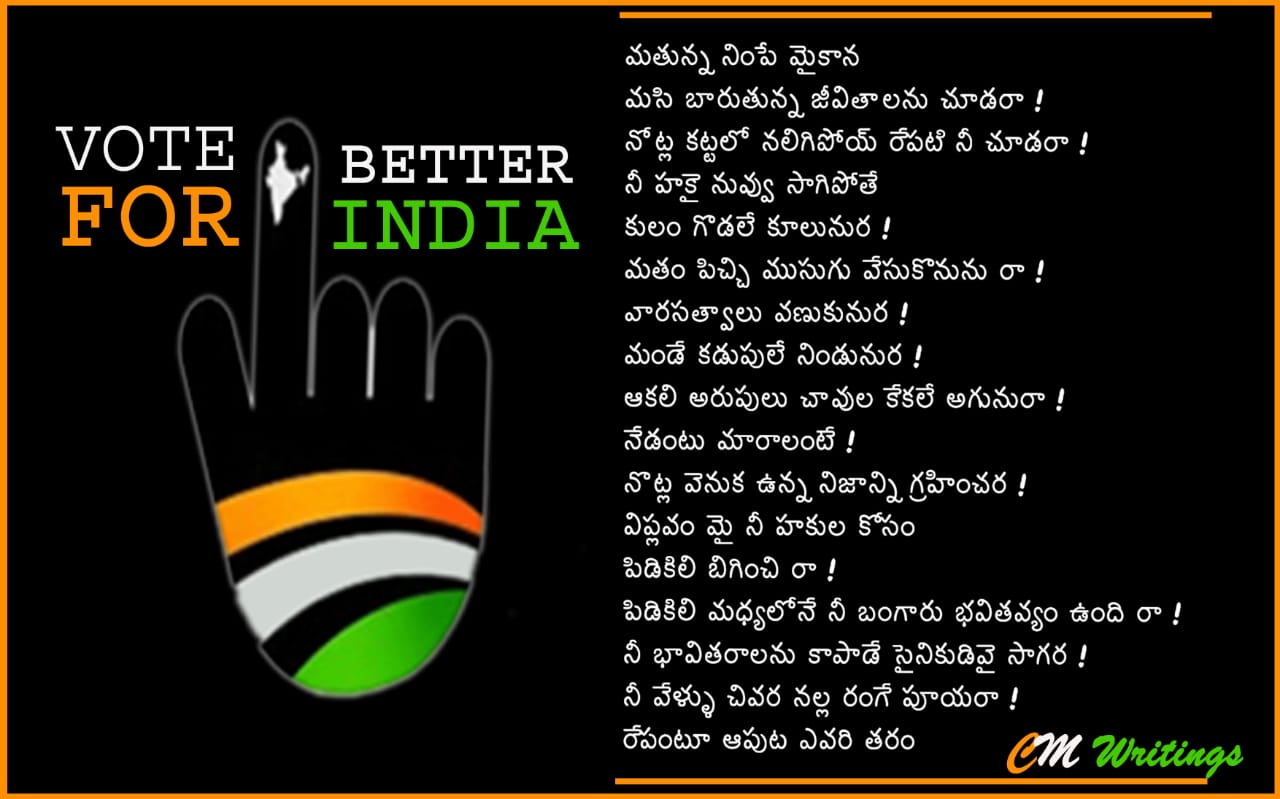 VOTE
FOR
BETTER
INDIA
మతున్న నింపే మైకాన
మసి బారుతున్న జీవితాలను చూడరా !
నోట్ల కట్టలో నలిగిపోయ్ రేపటి నీ చూడరా !
నీ హకై నువ్వు సాగిపోతే
కులం గొడలే కూలునుర !
మతం పిచ్చి ముసుగు వేసుకొనును రా !
వారసత్వాలు వణుకునుర !
మండే కడుపులే నిండునుర !
ఆకలి అరుపులు చావుల కేకలే అగునురా !
నేడంటు మారాలంటే !
నొట్ల వెనుక ఉన్న నిజాన్ని గ్రహించర !
విప్లవం మై నీ హకుల కోసం
పిడికిలి బిగించి రా !
పిడికిలి మధ్యలోనే నీ బంగారు భవితవ్యం ఉంది రా !
నీ భావితరాలను కాపాడే సైనికుడివై సాగర !
నీ వేళ్ళు చివర నల్ల రంగే పూయరా !
రేపంటూ ఆపుట ఎవరి తరం
CM Writings